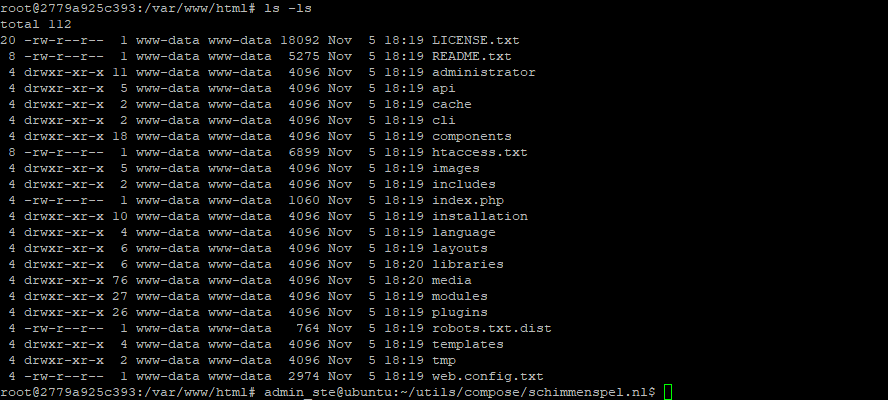 root@2779a925c393:/var/www/html# ls -ls
total 112
20 -rw-r--r--  1 www-data www-data 18092 Nov  5 18:19 LICENSE.txt
 8 -rw-r--r--  1 www-data www-data  5275 Nov  5 18:19 README.txt
 4 drwxr-xr-x 11 www-data www-data  4096 Nov  5 18:19 administrator
 4 drwxr-xr-x  5 www-data www-data  4096 Nov  5 18:19 api
 4 drwxr-xr-x  2 www-data www-data  4096 Nov  5 18:19 cache
 4 drwxr-xr-x  2 www-data www-data  4096 Nov  5 18:19 cli
 4 drwxr-xr-x 18 www-data www-data  4096 Nov  5 18:19 components
 8 -rw-r--r--  1 www-data www-data  6899 Nov  5 18:19 htaccess.txt
 4 drwxr-xr-x  5 www-data www-data  4096 Nov  5 18:19 images
 4 drwxr-xr-x  2 www-data www-data  4096 Nov  5 18:19 includes
 4 -rw-r--r--  1 www-data www-data  1060 Nov  5 18:19 index.php
 4 drwxr-xr-x 10 www-data www-data  4096 Nov  5 18:19 installation
 4 drwxr-xr-x  4 www-data www-data  4096 Nov  5 18:19 language
 4 drwxr-xr-x  6 www-data www-data  4096 Nov  5 18:19 layouts
 4 drwxr-xr-x  6 www-data www-data  4096 Nov  5 18:20 libraries
 4 drwxr-xr-x 76 www-data www-data  4096 Nov  5 18:20 media
 4 drwxr-xr-x 27 www-data www-data  4096 Nov  5 18:19 modules
 4 drwxr-xr-x 26 www-data www-data  4096 Nov  5 18:19 plugins
 4 -rw-r--r--  1 www-data www-data   764 Nov  5 18:19 robots.txt.dist
 4 drwxr-xr-x  4 www-data www-data  4096 Nov  5 18:19 templates
 4 drwxr-xr-x  2 www-data www-data  4096 Nov  5 18:19 tmp
 4 -rw-r--r--  1 www-data www-data  2974 Nov  5 18:19 web.config.txt
root@2779a925c393:/var/www/html# admin_ste@ubuntu:~/utils/compose/schimmenspel.nl$